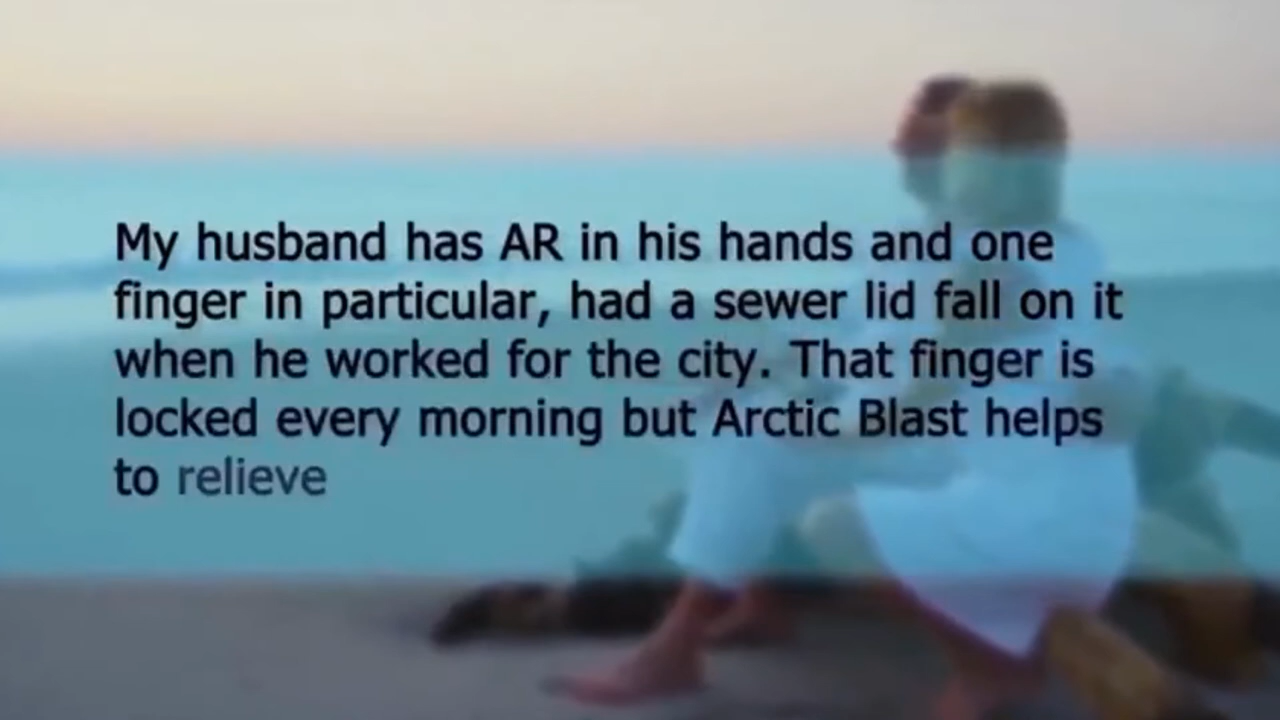 My husband has AR in his hands and one
finger in particular, had a sewer lid fall on it
when he worked for the city. That finger is
locked every morning but Arctic Blast helps
to relieve